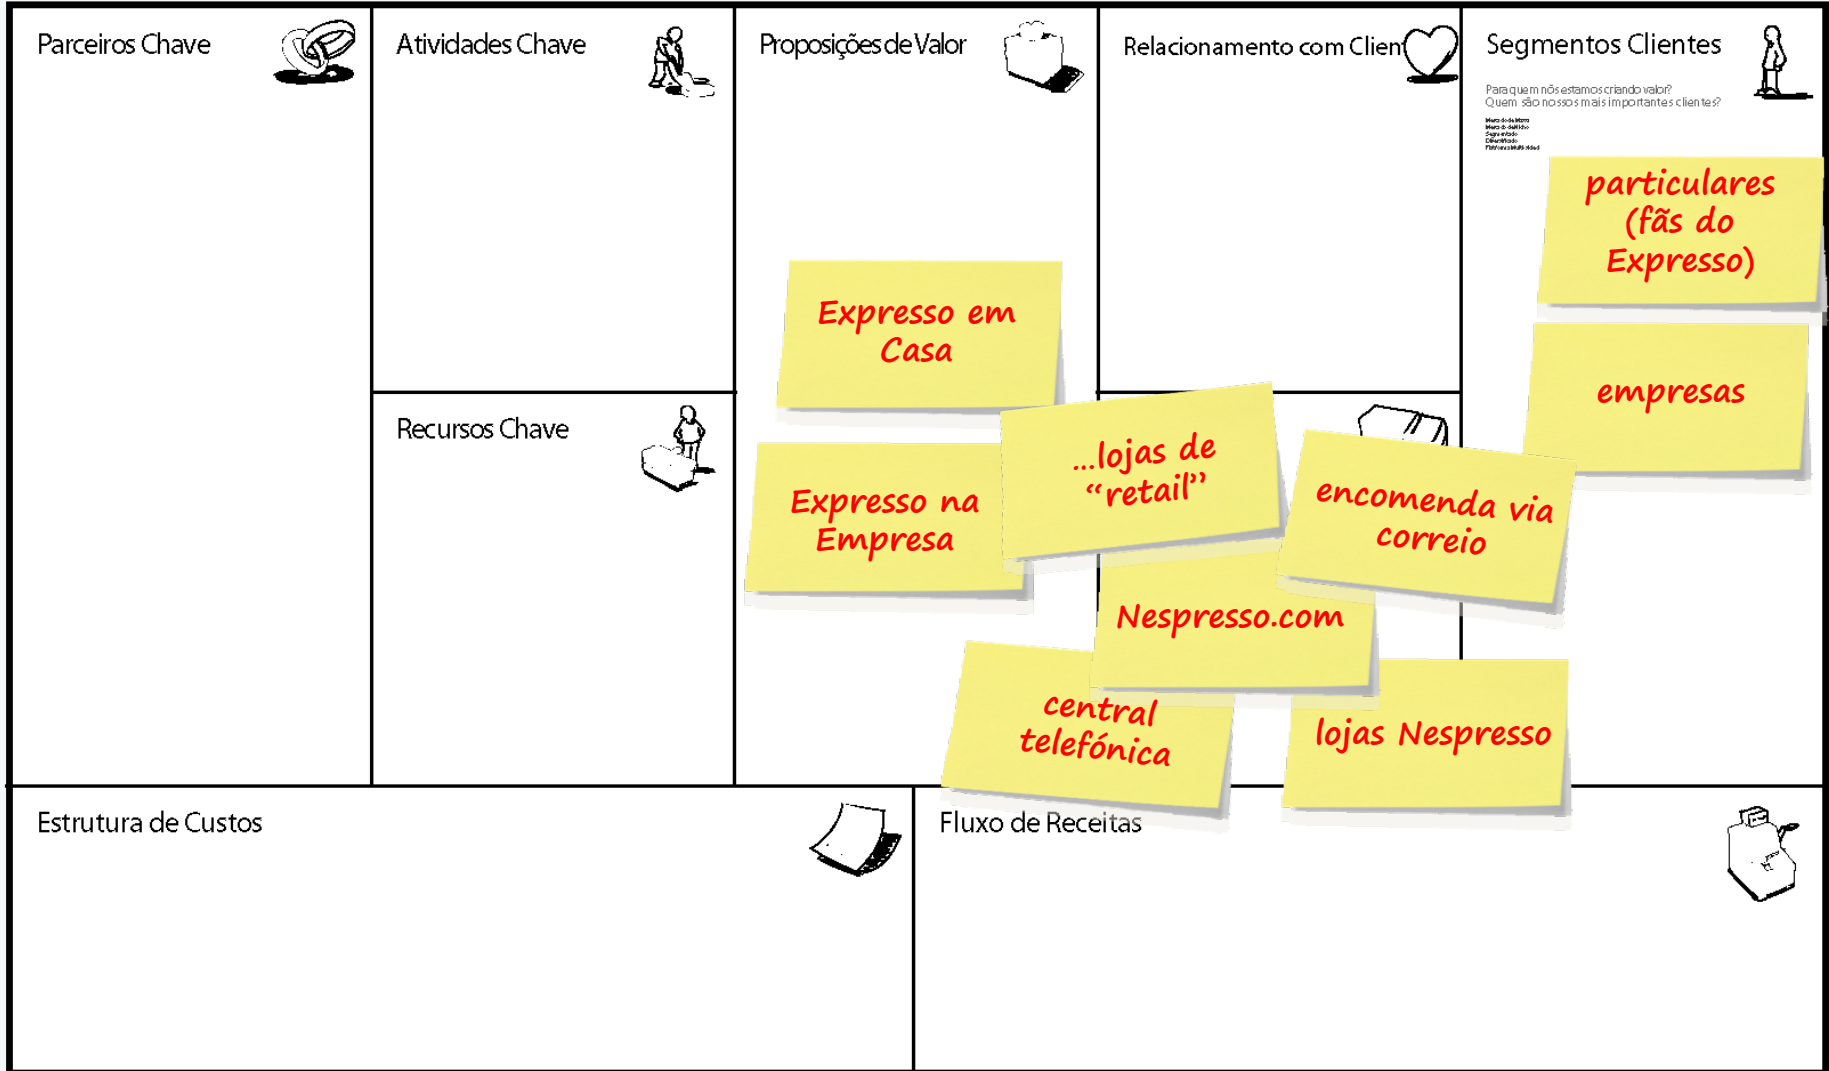 Parceiros Chave
Atividades Chave
Proposições de Valor
Relacionamento com Clien
Segmentos Clientes
Para quem nós estamos criando valor?
Quem são nossos mais importantes clientes?
Segmentado
particulares
(fãs do
Expresso)
empresas
Expresso em
Casa
Expresso na
Empresa
Recursos Chave
...lojas de
“retail”
encomenda via
correio
Nespresso.com
central
telefónica
lojas Nespresso
Estrutura de Custos
Fluxo de Receitas